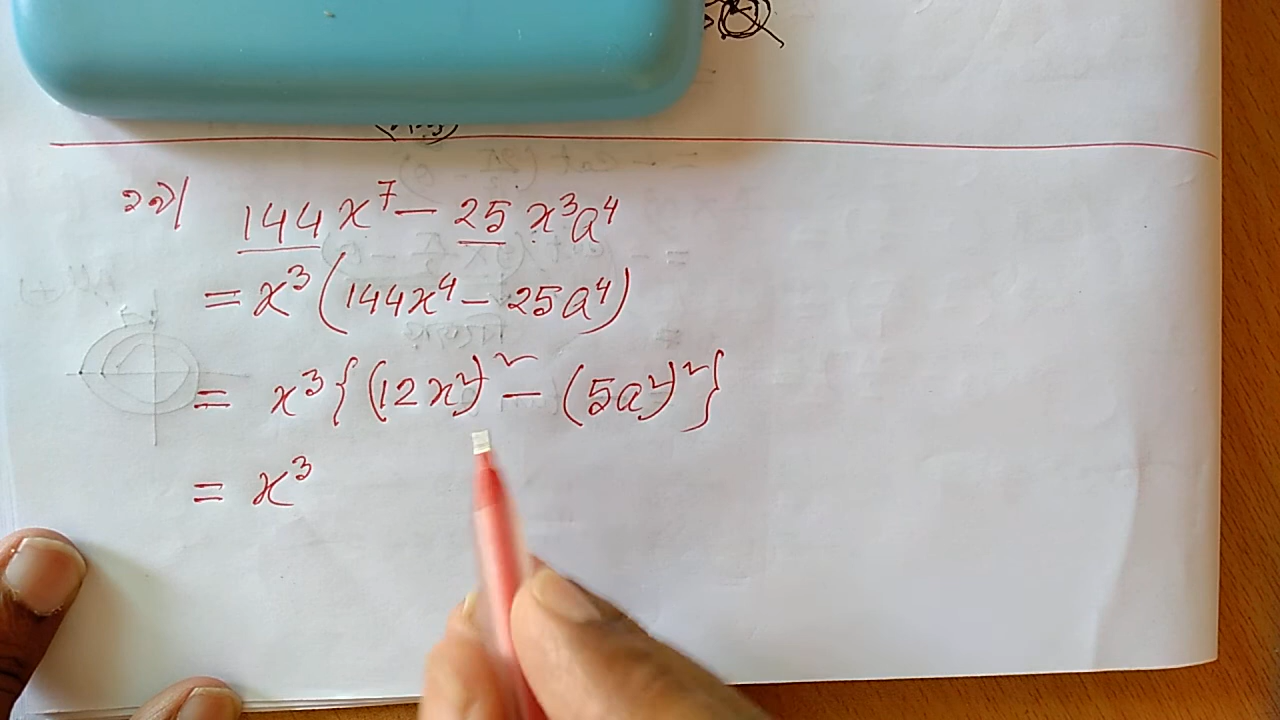 ২২। 144x⁷ − 25x³a⁴
= x³(144x⁴ − 25a⁴)
= x³{(12x²)² − (5a²)²}
= x³